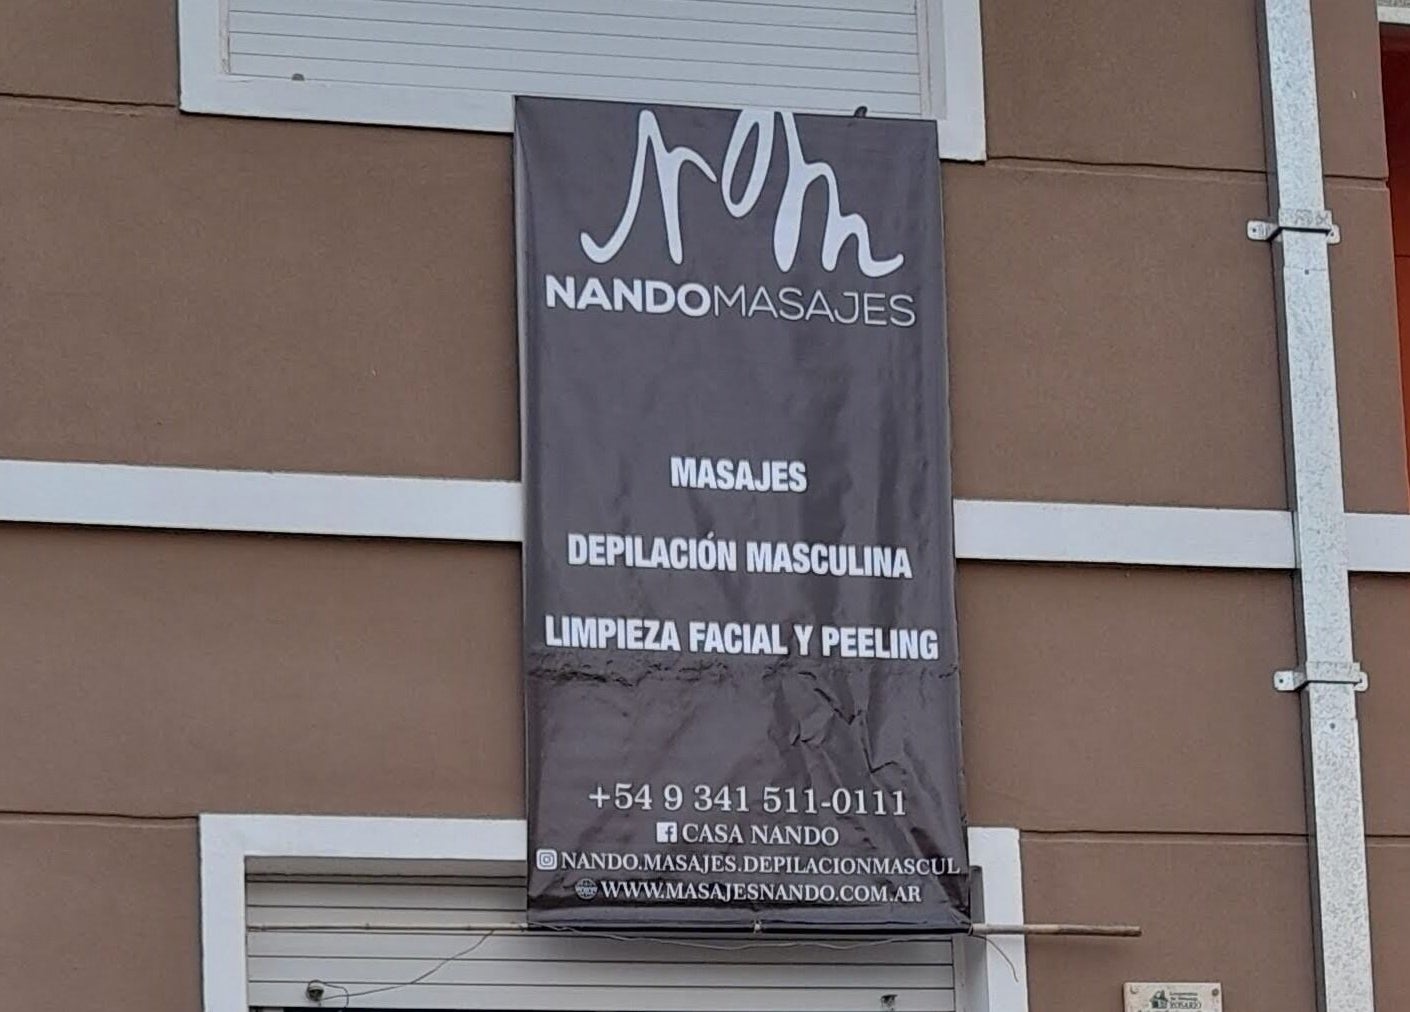 NANDOMASAJES
MASAJES
DEPILACIÓN MASCULINA
LIMPIEZA FACIAL Y PEELING
+54 9 341 511-0111
CASA NANDO
NANDO.MASAJES.DEPILACIONMASCUL
WWW.MASAJESNANDO.COM.AR
ROSARIO